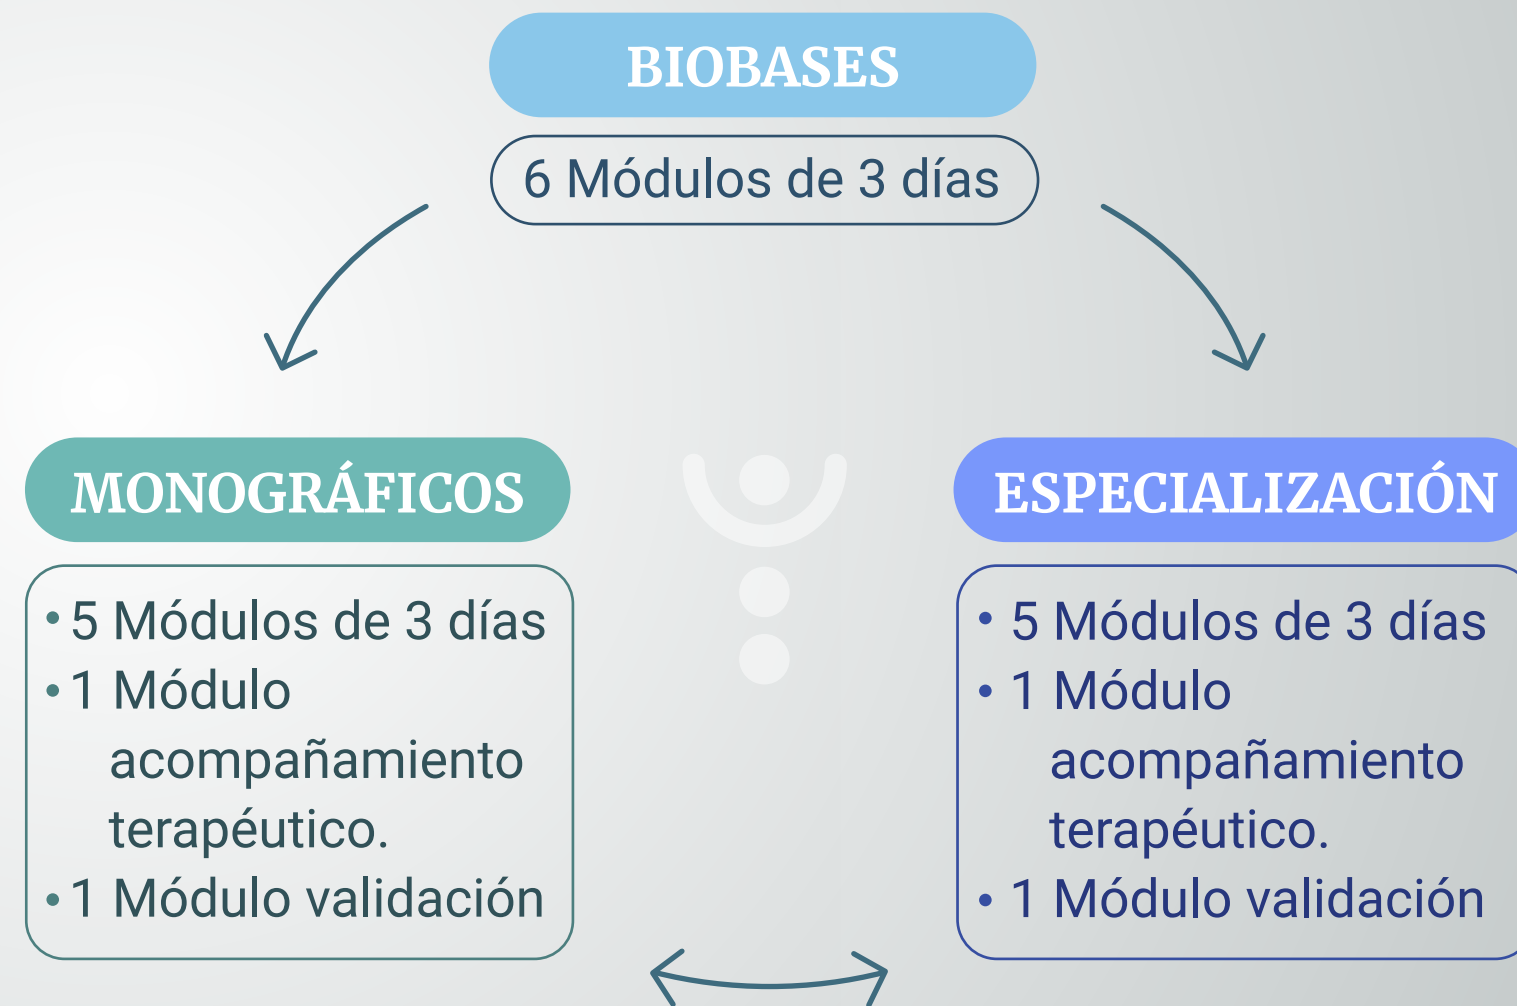 BIOBASES
6 Módulos de 3 días
MONOGRÁFICOS
• 5 Módulos de 3 días
• 1 Módulo
acompañamiento
terapéutico.
• 1 Módulo validación
ESPECIALIZACIÓN
• 5 Módulos de 3 días
• 1 Módulo
acompañamiento
terapéutico.
• 1 Módulo validación